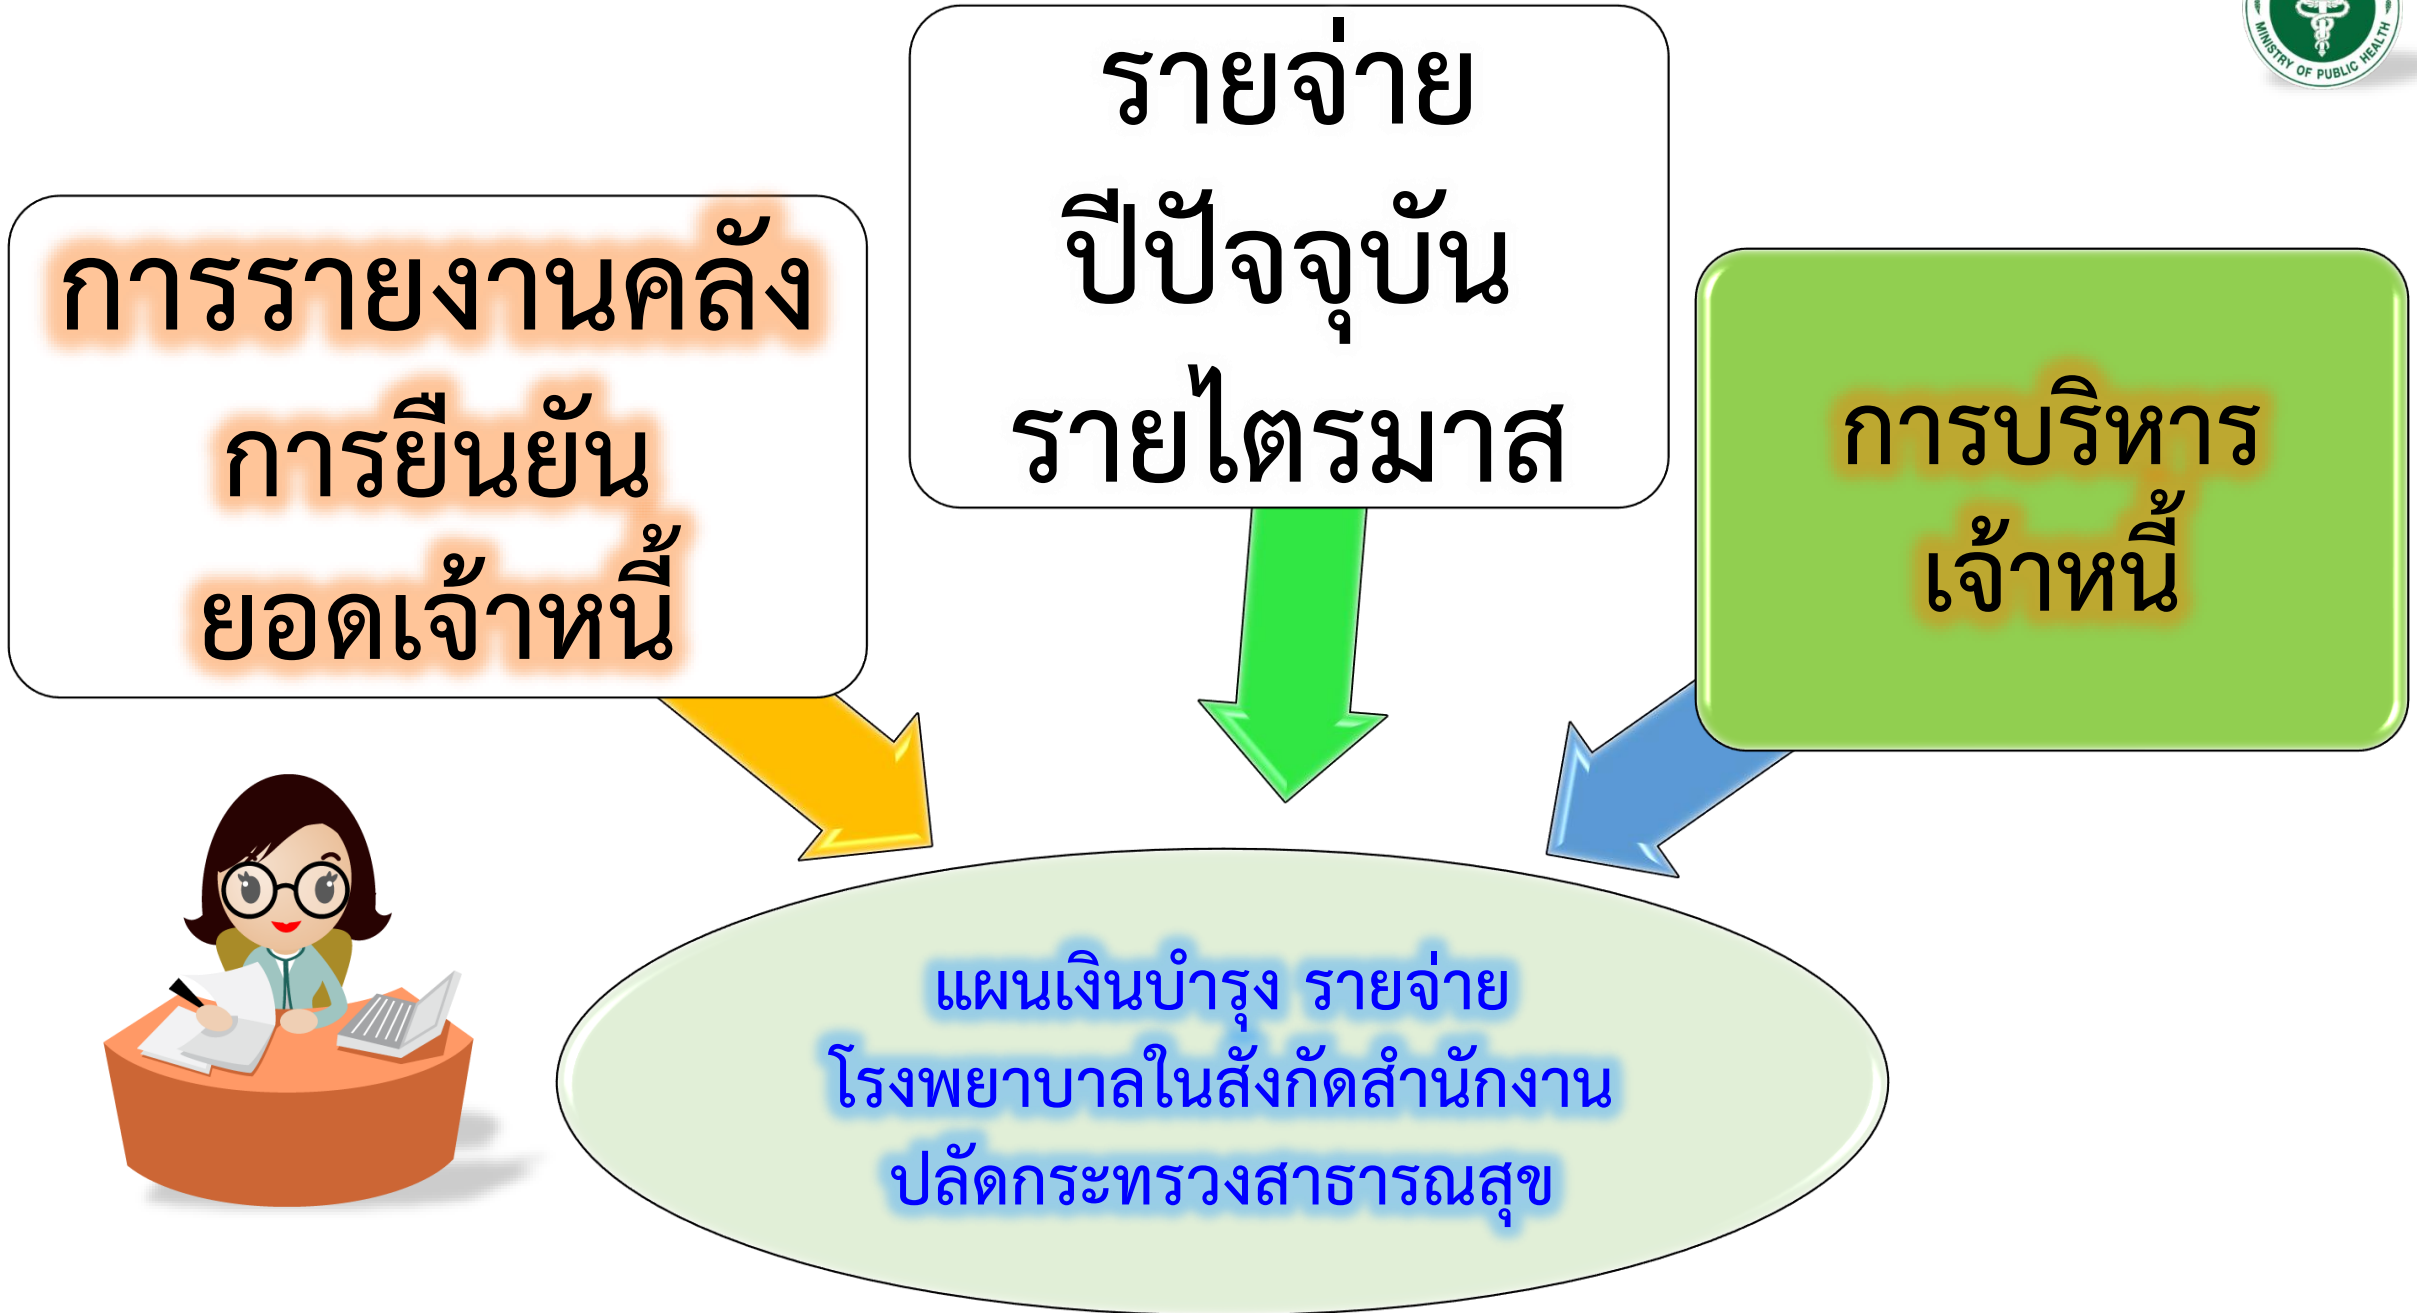 MINISTRY OF PUBLIC HEALTH
รายจ่าย
ปีปัจจุบัน
รายไตรมาส
การรายงานคลัง
การยืนยัน
ยอดเจ้าหนี้
การบริหาร
เจ้าหนี้
แผนเงินบำรุง รายจ่าย
โรงพยาบาลในสังกัดสำนักงาน
ปลัดกระทรวงสาธารณสุข